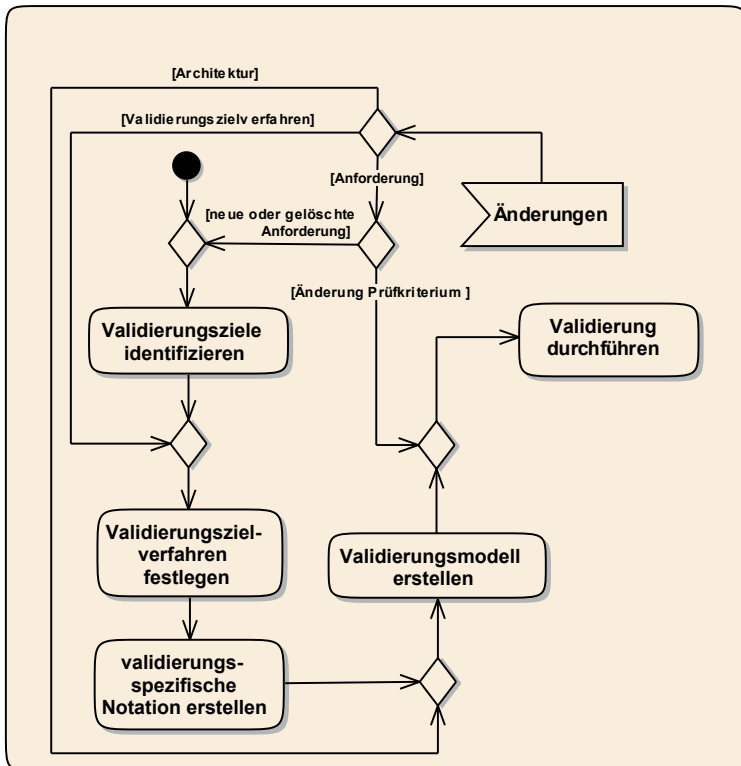 [Architektur]
[Validierungszielverfahren]
[Anforderung]
Änderungen
[neue oder gelöschte
Anforderung]
[Änderung Prüfkriterium ]
Validierungsziele
identifizieren
Validierung
durchführen
Validierungsziel-
verfahren
festlegen
Validierungsmodell
erstellen
validierungs-
spezifische
Notation erstellen